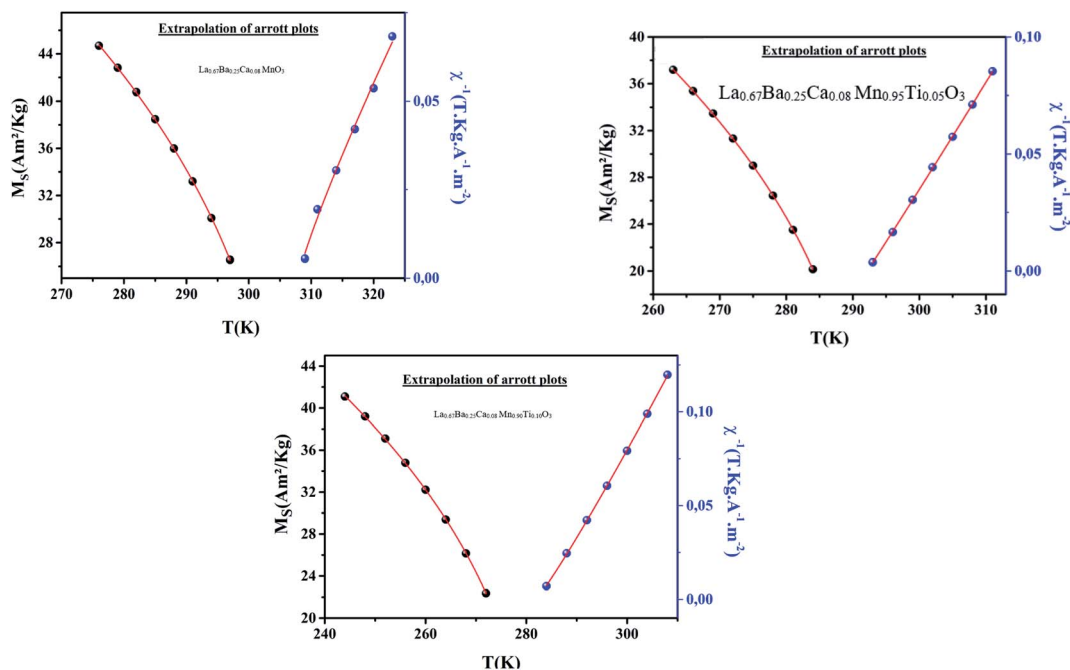 Extrapolation of arrott plots
La0.67Ba0.25Ca0.08 MnO3
MS(Am²/Kg)
44
40
36
32
28
270
280
290
300
310
320
T(K)
0,05
0,00
χ -1(T.Kg.A-1.m-2)
Extrapolation of arrott plots
La0.67Ba0.25Ca0.08 Mn0.95Ti0.05O3
MS(Am²/Kg)
40
36
32
28
24
20
260
270
280
290
300
310
T(K)
0,10
0,05
0,00
χ -1(T.Kg.A-1.m-2)
Extrapolation of arrott plots
La0.67Ba0.25Ca0.08 Mn0.90Ti0.10O3
MS(Am²/Kg)
44
40
36
32
28
24
20
240
260
280
300
T(K)
0,10
0,05
0,00
χ -1(T.Kg.A-1.m-2)